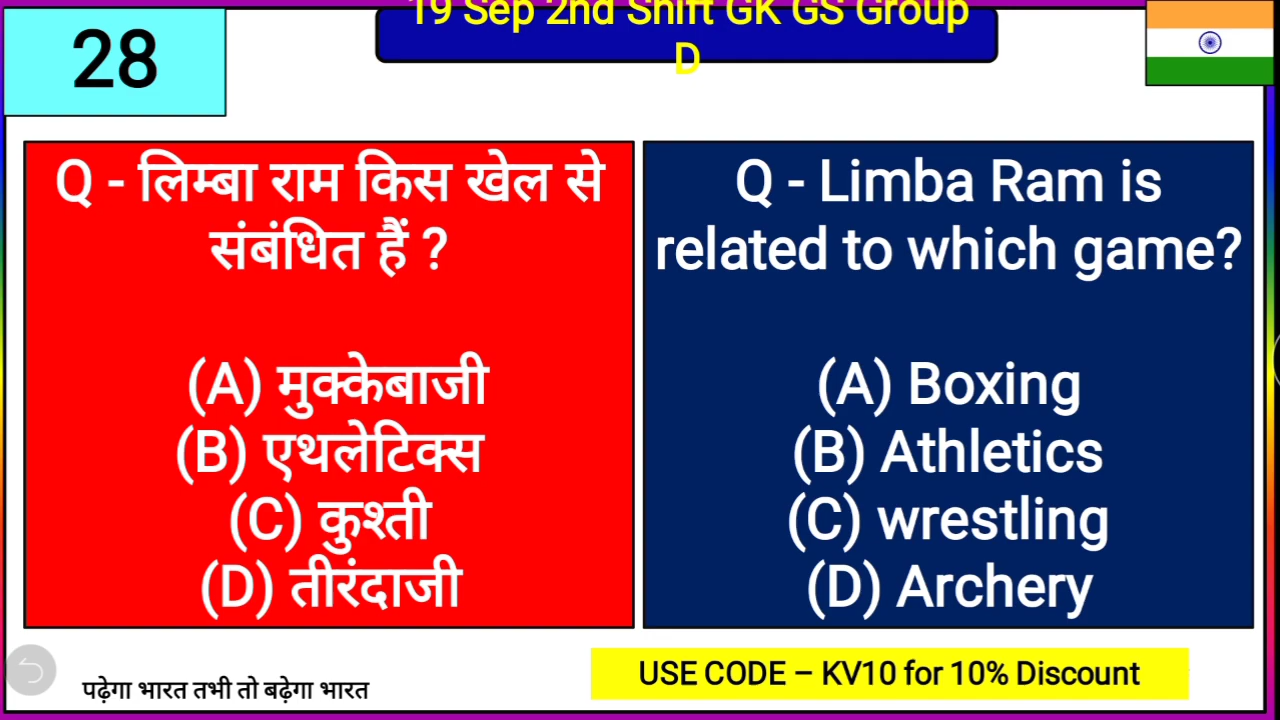 28
19 Sep 2nd Shift GK GS Group
D
Q - लिम्बा राम किस खेल से
संबंधित हैं ?
(A) मुक्केबाजी
(B) एथलेटिक्स
(C) कुश्ती
(D) तीरंदाजी
Q - Limba Ram is
related to which game?
(A) Boxing
(B) Athletics
(C) wrestling
(D) Archery
पढ़ेगा भारत तभी तो बढ़ेगा भारत
USE CODE – KV10 for 10% Discount